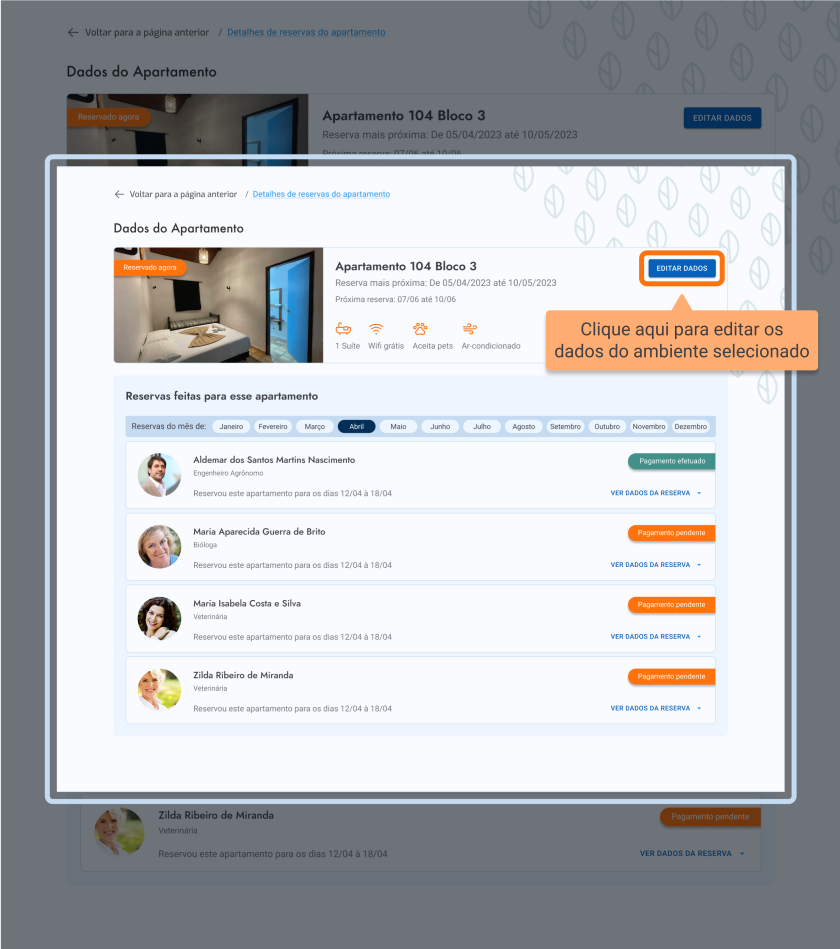 Voltar para a página anterior / Detalhes de reservas do apartamento
Dados do Apartamento
Reservado agora
Apartamento 104 Bloco 3
EDITAR DADOS
Reserva mais próxima: De 05/04/2023 até 10/05/2023
Próxima reserva: 07/06 até 10/06
Voltar para a página anterior / Detalhes de reservas do apartamento
Dados do Apartamento
Reservado agora
Apartamento 104 Bloco 3
EDITAR DADOS
Reserva mais próxima: De 05/04/2023 até 10/05/2023
Próxima reserva: 07/06 até 10/06
1 Suíte Wifi grátis Aceita pets Ar-condicionado
Clique aqui para editar os
dados do ambiente selecionado
Reservas feitas para esse apartamento
Reservas do mês de: Janeiro Fevereiro Março Abril Maio Junho Julho Agosto Setembro Outubro Novembro Dezembro
Aldemar dos Santos Martins Nascimento
Pagamento efetuado
Engenheiro Agrônomo
Reservou este apartamento para os dias 12/04 à 18/04
VER DADOS DA RESERVA
Maria Aparecida Guerra de Brito
Pagamento pendente
Bióloga
Reservou este apartamento para os dias 12/04 à 18/04
VER DADOS DA RESERVA
Maria Isabela Costa e Silva
Pagamento pendente
Veterinária
Reservou este apartamento para os dias 12/04 à 18/04
VER DADOS DA RESERVA
Zilda Ribeiro de Miranda
Pagamento pendente
Veterinária
Reservou este apartamento para os dias 12/04 à 18/04
VER DADOS DA RESERVA
Zilda Ribeiro de Miranda
Pagamento pendente
Veterinária
Reservou este apartamento para os dias 12/04 à 18/04
VER DADOS DA RESERVA